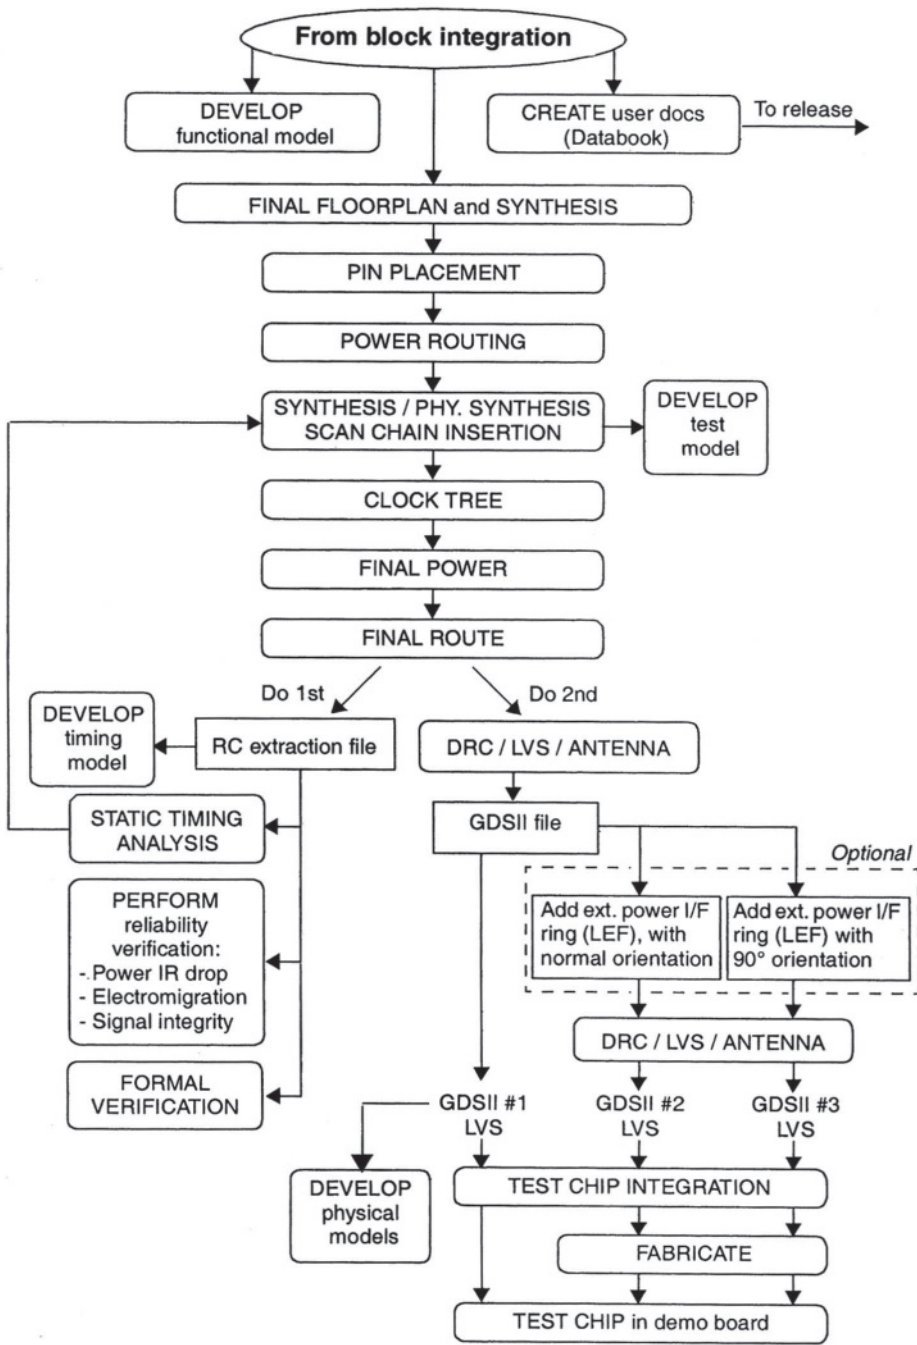 From block integration
DEVELOP
functional model
CREATE user docs
(Databook)
To release
FINAL FLOORPLAN and SYNTHESIS
PIN PLACEMENT
POWER ROUTING
SYNTHESIS / PHY. SYNTHESIS
SCAN CHAIN INSERTION
DEVELOP
test
model
CLOCK TREE
FINAL POWER
FINAL ROUTE
Do 1st
Do 2nd
DEVELOP
timing
model
RC extraction file
DRC / LVS / ANTENNA
STATIC TIMING
ANALYSIS
GDSII file
Optional
PERFORM
reliability
verification:
- Power IR drop
- Electromigration
- Signal integrity
Add ext. power I/F
ring (LEF), with
normal orientation
Add ext. power I/F
ring (LEF) with
90° orientation
DRC / LVS / ANTENNA
FORMAL
VERIFICATION
GDSII #1
LVS
GDSII #2
LVS
GDSII #3
LVS
DEVELOP
physical
models
TEST CHIP INTEGRATION
FABRICATE
TEST CHIP in demo board